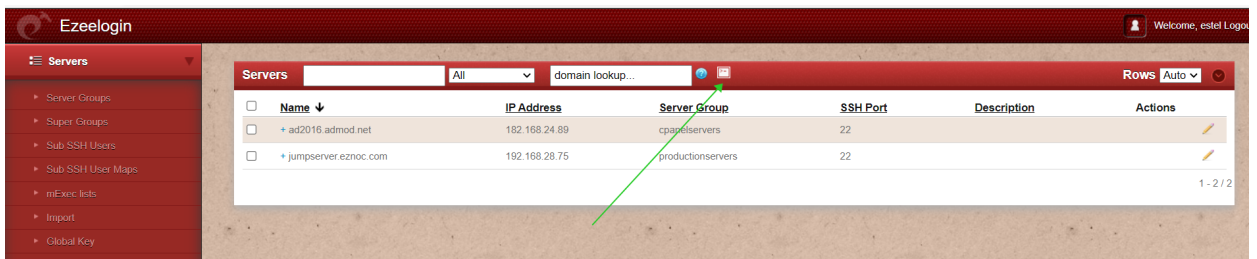 Ezeelogin
Welcome, estel Logou
Servers
Server Groups
Super Groups
Sub SSH Users
Sub SSH User Maps
mExec lists
Import
Global Key
Servers All domain lookup... Rows Auto
Name IP Address Server Group SSH Port Description Actions
+ ad2016.admod.net 182.168.24.89 cpanelservers 22
+ jumpserver.eznoc.com 192.168.28.75 productionservers 22
1 - 2 / 2